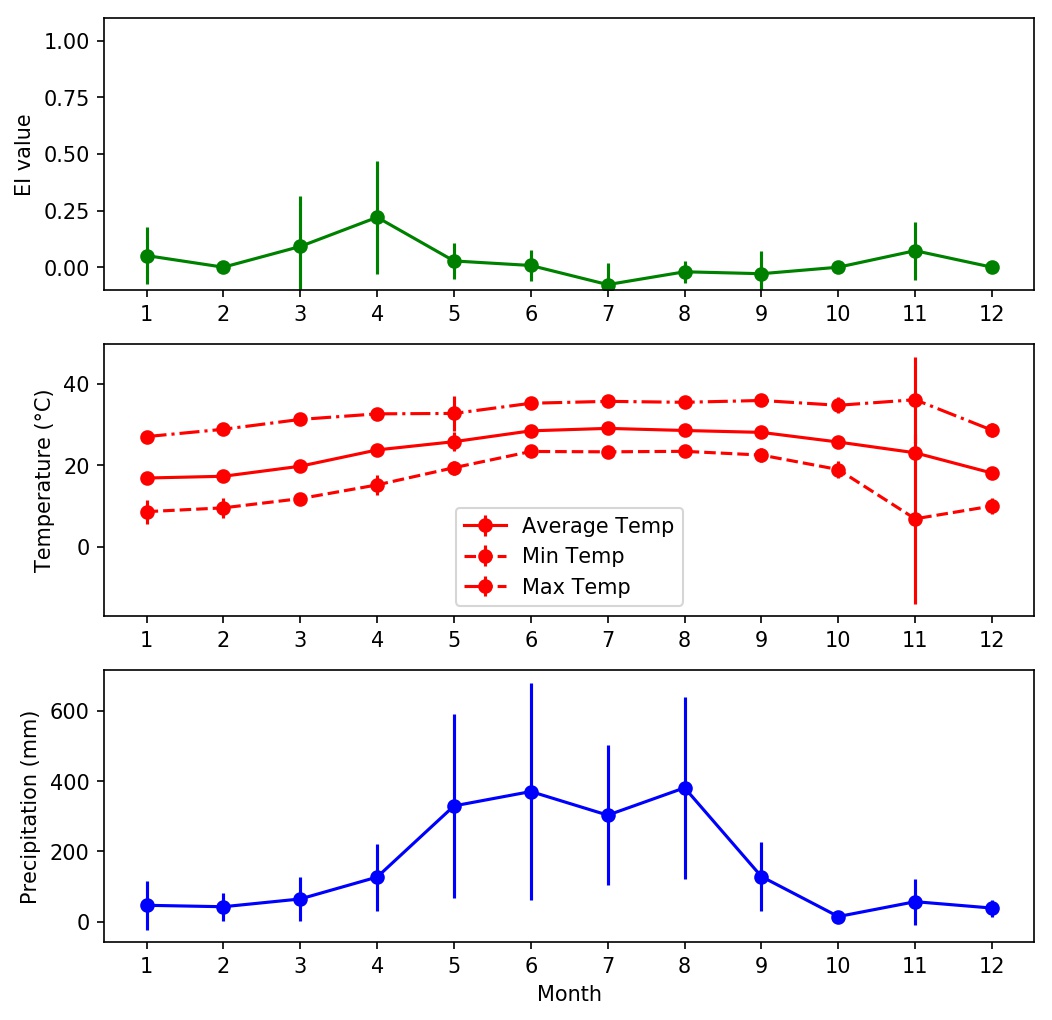 EI value
1.00
0.75
0.50
0.25
0.00
1 2 3 4 5 6 7 8 9 10 11 12
Temperature (°C)
40
20
0
Average Temp
Min Temp
Max Temp
1 2 3 4 5 6 7 8 9 10 11 12
Precipitation (mm)
600
400
200
0
1 2 3 4 5 6 7 8 9 10 11 12
Month